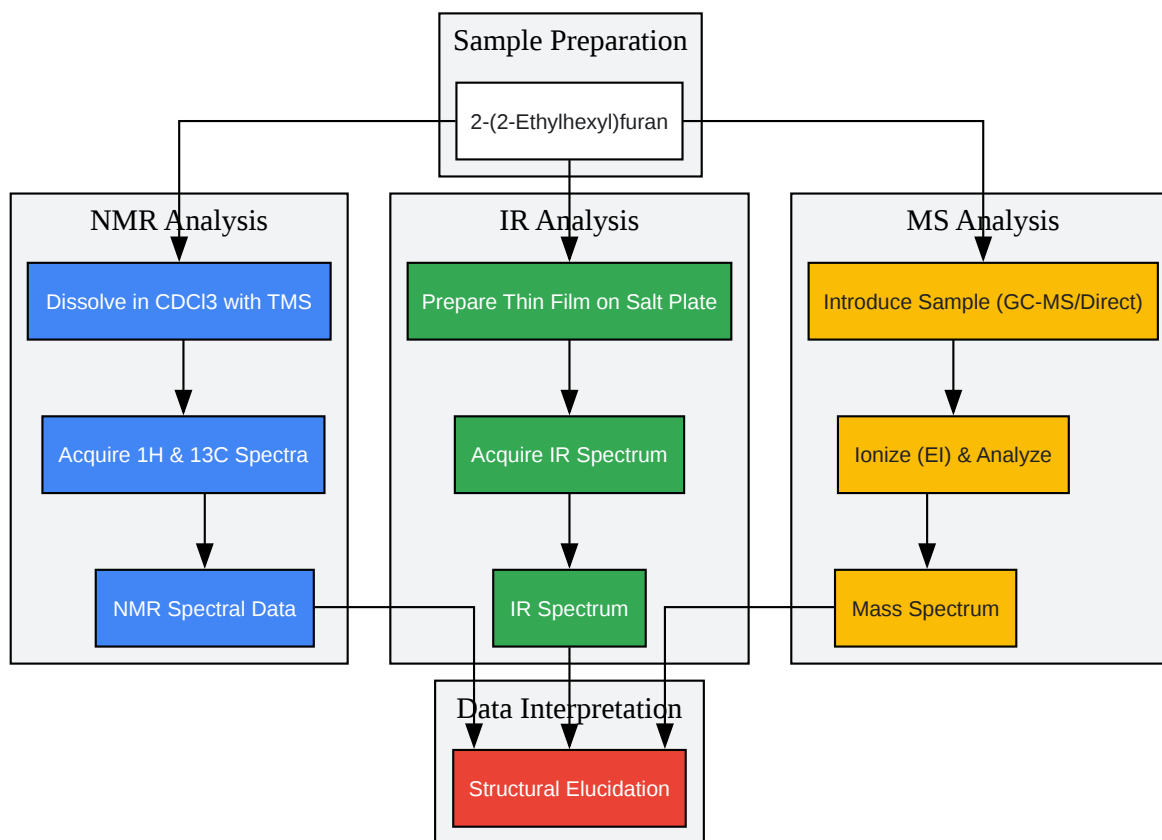 Sample Preparation
2-(2-Ethylhexyl)furan
NMR Analysis
IR Analysis
MS Analysis
Dissolve in CDCl3 with TMS
Prepare Thin Film on Salt Plate
Introduce Sample (GC-MS/Direct)
Acquire 1H & 13C Spectra
Acquire IR Spectrum
Ionize (EI) & Analyze
NMR Spectral Data
IR Spectrum
Mass Spectrum
Data Interpretation
Structural Elucidation